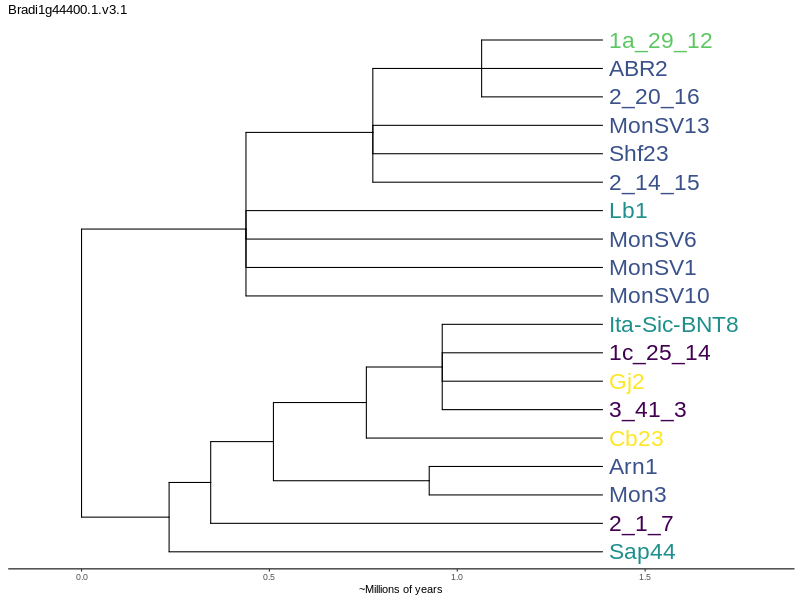 Bradi1g44400.1.v3.1
1a_29_12
ABR2
2_20_16
MonSV13
Shf23
2_14_15
Lb1
MonSV6
MonSV1
MonSV10
Ita-Sic-BNT8
1c_25_14
Gj2
3_41_3
Cb23
Arn1
Mon3
2_1_7
Sap44
0.0 0.5 1.0 1.5
~Millions of years